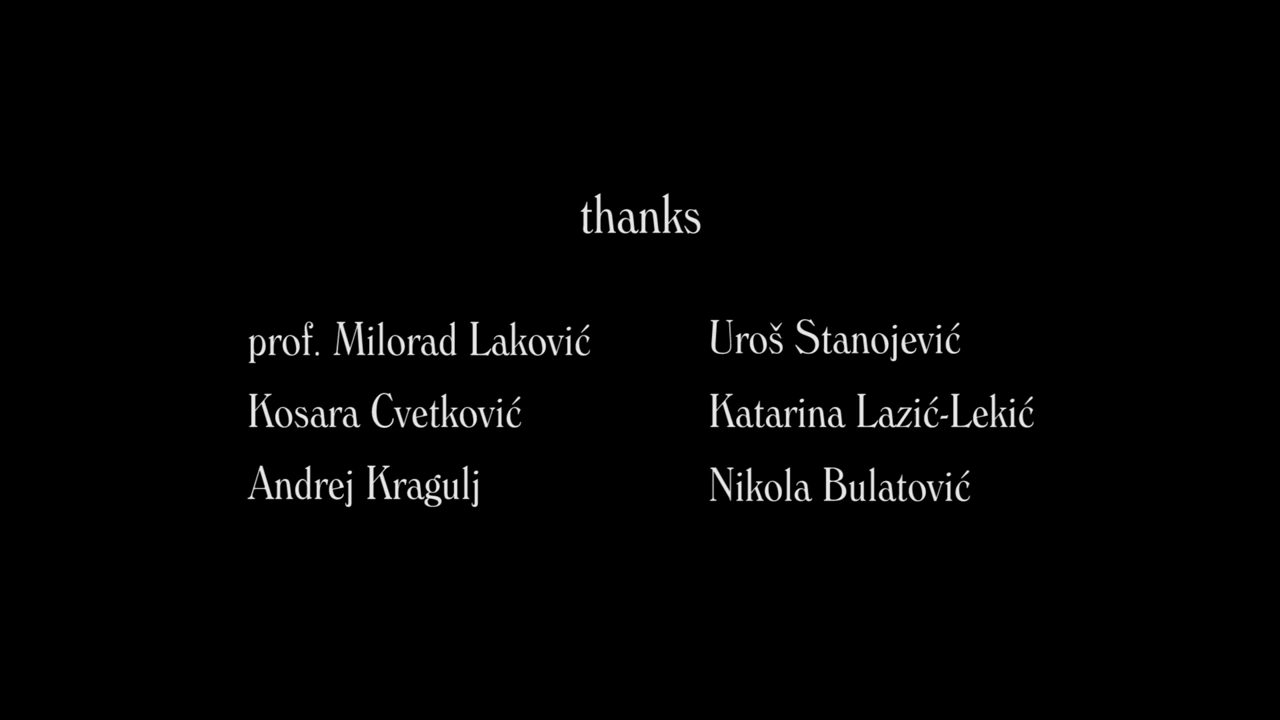 thanks
prof. Milorad Laković
Kosara Cvetković
Andrej Kragulj
Uroš Stanojević
Katarina Lazić-Lekić
Nikola Bulatović